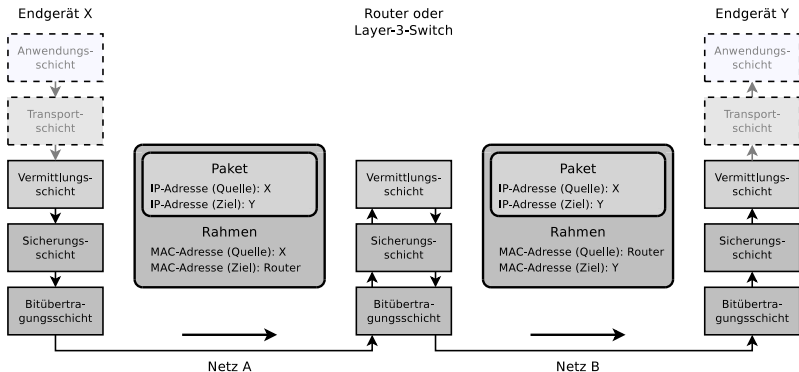 Endgerät X
Router oder
Layer-3-Switch
Endgerät Y
Anwendungs-
schicht
Transport-
schicht
Vermittlungs-
schicht
Sicherungs-
schicht
Bitübertra-
gungsschicht
Paket
IP-Adresse (Quelle): X
IP-Adresse (Ziel): Y
Rahmen
MAC-Adresse (Quelle): X
MAC-Adresse (Ziel): Router
Vermittlungs-
schicht
Sicherungs-
schicht
Bitübertra-
gungsschicht
Paket
IP-Adresse (Quelle): X
IP-Adresse (Ziel): Y
Rahmen
MAC-Adresse (Quelle): Router
MAC-Adresse (Ziel): Y
Anwendungs-
schicht
Transport-
schicht
Vermittlungs-
schicht
Sicherungs-
schicht
Bitübertra-
gungsschicht
Netz A
Netz B